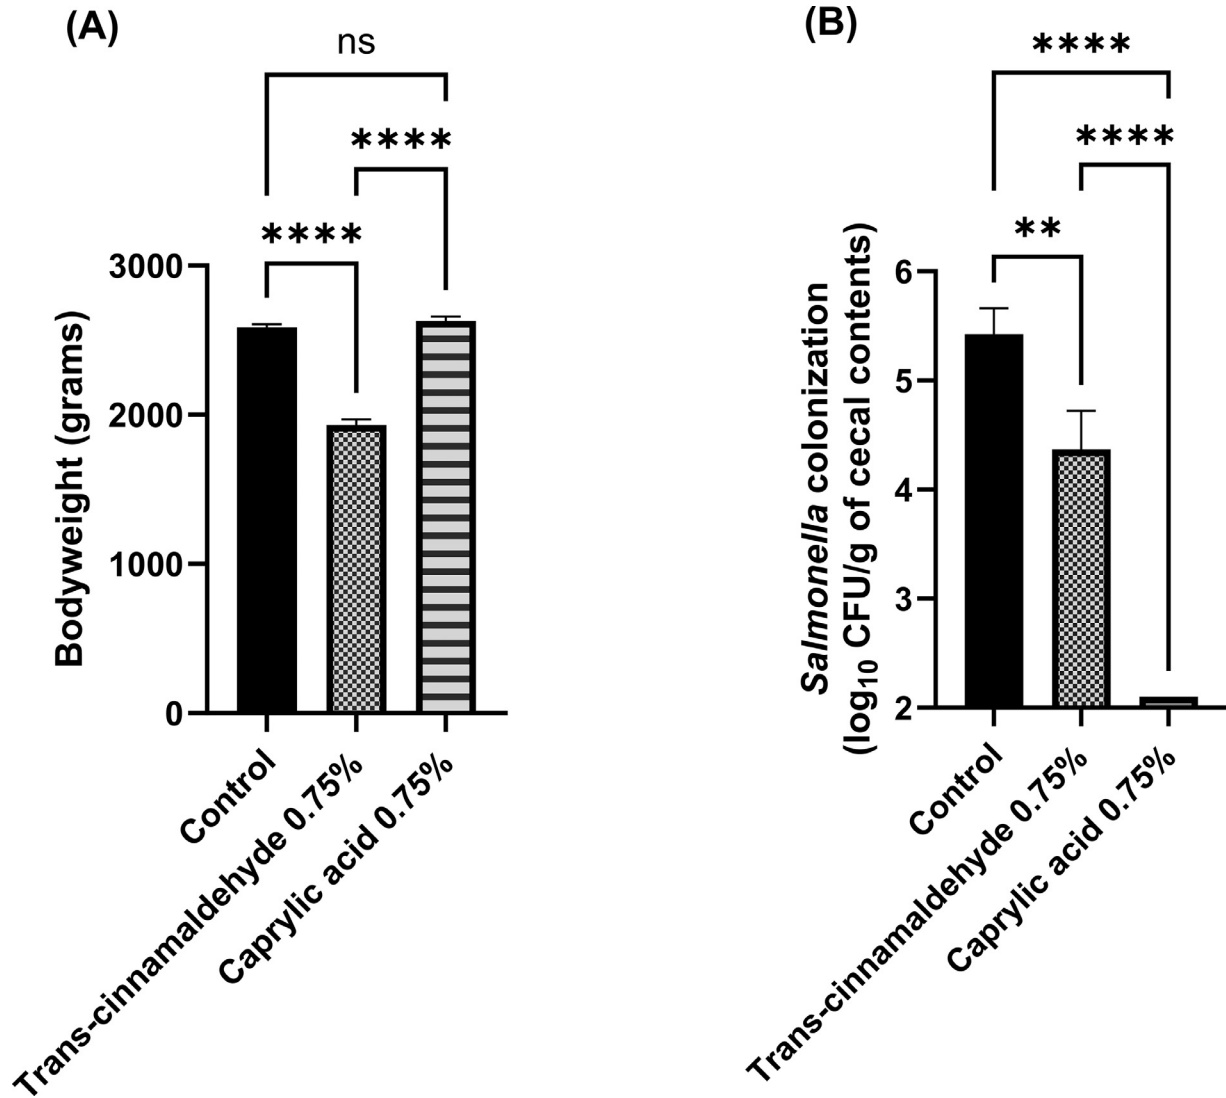 (A)
ns
****
****
3000
2000
1000
0
Bodyweight (grams)
Control
Trans-cinnamaldehyde 0.75%
Caprylic acid 0.75%
(B)
****
****
**
6
5
4
3
2
Salmonella colonization
(log10 CFU/g of cecal contents)
Control
Trans-cinnamaldehyde 0.75%
Caprylic acid 0.75%